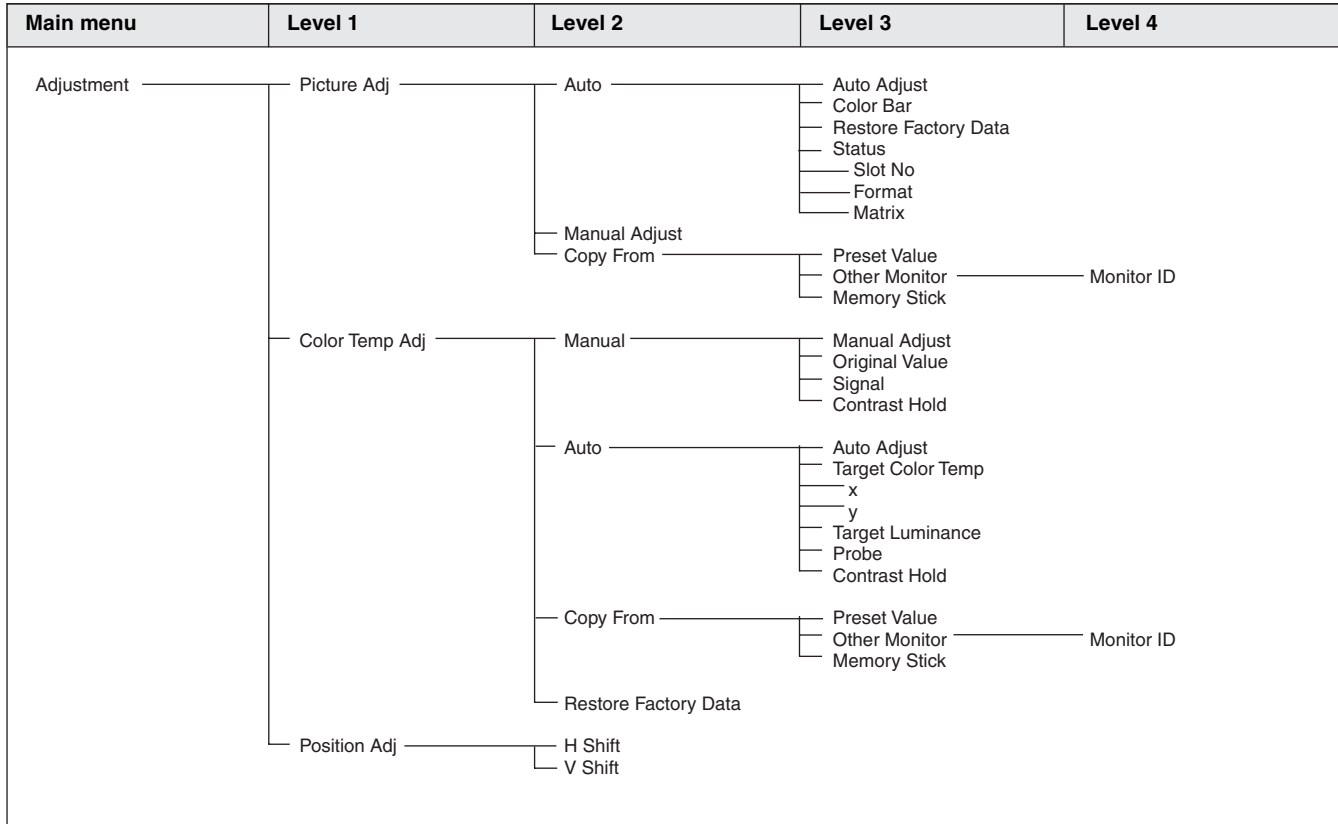 Main menu Level 1 Level 2 Level 3 Level 4
Adjustment Picture Adj Auto Auto Adjust
Color Bar
Restore Factory Data
Status
Slot No
Format
Matrix
Manual Adjust
Copy From Preset Value
Other Monitor Monitor ID
Memory Stick
Color Temp Adj Manual Manual Adjust
Original Value
Signal
Contrast Hold
Auto Auto Adjust
Target Color Temp
x
y
Target Luminance
Probe
Contrast Hold
Copy From Preset Value
Other Monitor Monitor ID
Memory Stick
Restore Factory Data
Position Adj H Shift
V Shift